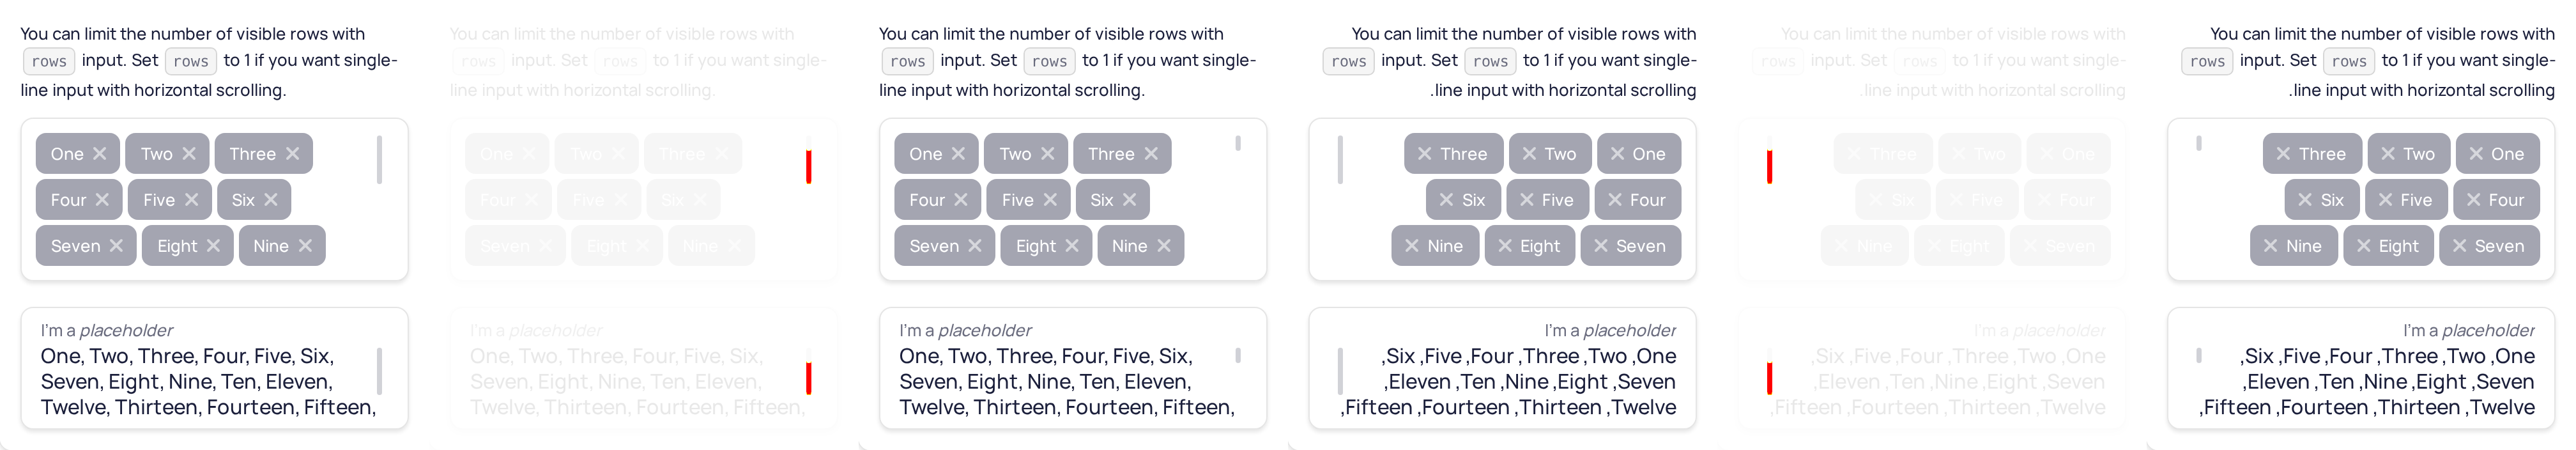 You can limit the number of visible rows with
rows input. Set rows to 1 if you want single-
line input with horizontal scrolling.
One Two Three
Four Five Six
Seven Eight Nine
I'm a placeholder
One, Two, Three, Four, Five, Six,
Seven, Eight, Nine, Ten, Eleven,
Twelve, Thirteen, Fourteen, Fifteen,
You can limit the number of visible rows with
rows input. Set rows to 1 if you want single-
line input with horizontal scrolling.
One Two Three
Four Five Six
Seven Eight Nine
I'm a placeholder
One, Two, Three, Four, Five, Six,
Seven, Eight, Nine, Ten, Eleven,
Twelve, Thirteen, Fourteen, Fifteen,
You can limit the number of visible rows with
rows input. Set rows to 1 if you want single-
line input with horizontal scrolling.
One Two Three
Four Five Six
Seven Eight Nine
I'm a placeholder
One, Two, Three, Four, Five, Six,
Seven, Eight, Nine, Ten, Eleven,
Twelve, Thirteen, Fourteen, Fifteen,
You can limit the number of visible rows with
rows input. Set rows to 1 if you want single-
.line input with horizontal scrolling
Three Two One
Six Five Four
Nine Eight Seven
I'm a placeholder
,Six ,Five ,Four ,Three ,Two ,One
,Eleven ,Ten ,Nine ,Eight ,Seven
,Fifteen ,Fourteen ,Thirteen ,Twelve
You can limit the number of visible rows with
rows input. Set rows to 1 if you want single-
.line input with horizontal scrolling
Three Two One
Six Five Four
Nine Eight Seven
I'm a placeholder
,Six ,Five ,Four ,Three ,Two ,One
,Eleven ,Ten ,Nine ,Eight ,Seven
,Fifteen ,Fourteen ,Thirteen ,Twelve
You can limit the number of visible rows with
rows input. Set rows to 1 if you want single-
.line input with horizontal scrolling
Three Two One
Six Five Four
Nine Eight Seven
I'm a placeholder
,Six ,Five ,Four ,Three ,Two ,One
,Eleven ,Ten ,Nine ,Eight ,Seven
,Fifteen ,Fourteen ,Thirteen ,Twelve